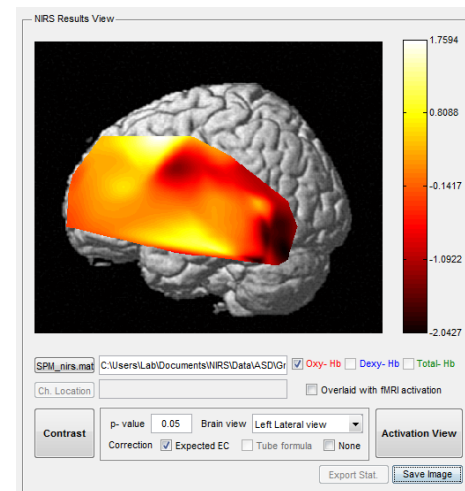 NIRS Results View
1.7594
0.8088
-0.1417
-1.0922
-2.0427
SPM_nirs.mat C:\Users\Lab\Documents\NIRS\Data\ASD\Gr Oxy- Hb Dexy- Hb Total- Hb
Ch. Location Overlaid with fMRI activation
Contrast p- value 0.05 Brain view Left Lateral view Activation View
Correction Expected EC Tube formula None
Export Stat. Save Image